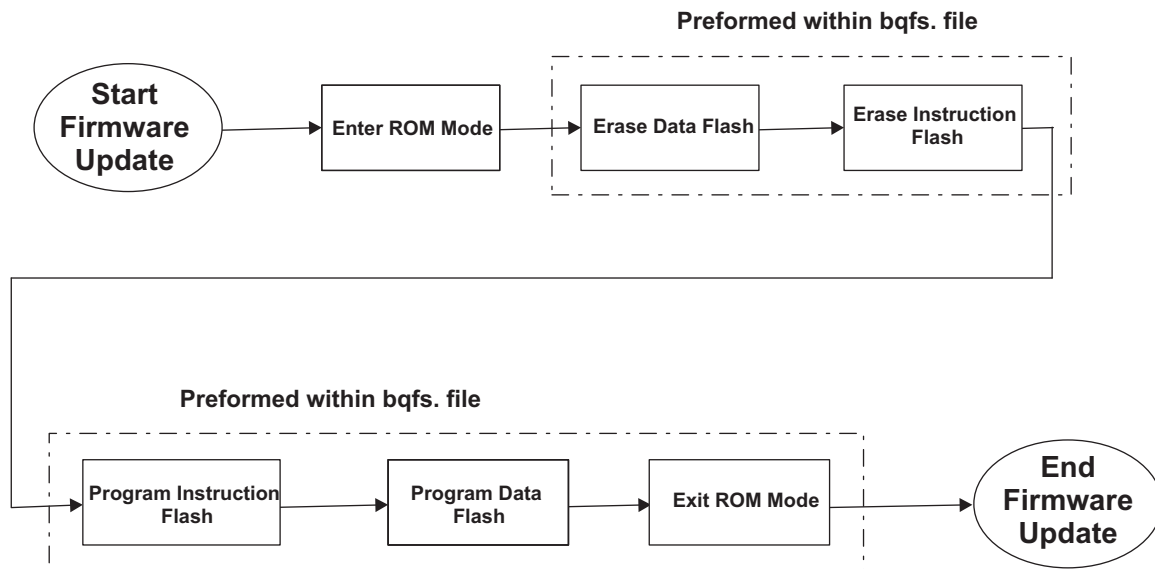 Preformed within bqfs. file
Start
Firmware
Update
Enter ROM Mode
Erase Data Flash
Erase Instruction
Flash
Preformed within bqfs. file
Program Instruction
Flash
Program Data
Flash
Exit ROM Mode
End
Firmware
Update